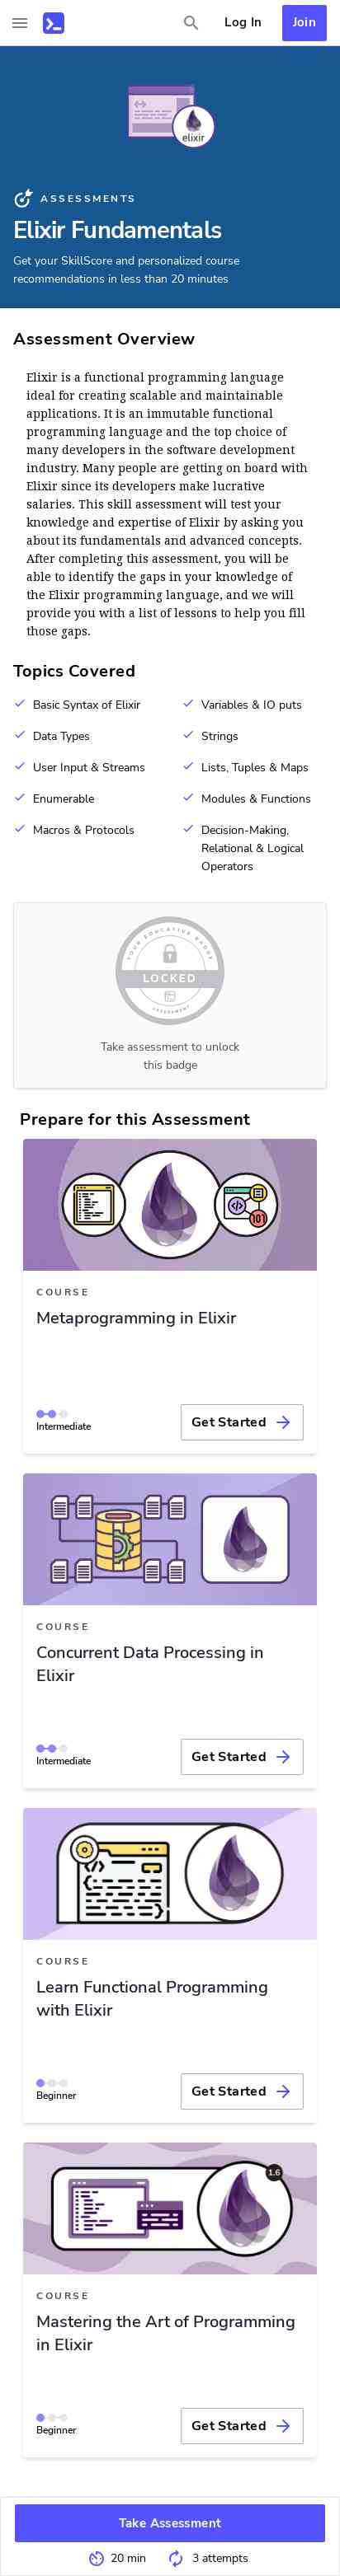 Log In
Join
elixir
ASSESSMENTS
Elixir Fundamentals
Get your SkillScore and personalized course
recommendations in less than 20 minutes
Assessment Overview
Elixir is a functional programming language
ideal for creating scalable and maintainable
applications. It is an immutable functional
programming language and the top choice of
many developers in the software development
industry. Many people are getting on board with
Elixir since its developers make lucrative
salaries. This skill assessment will test your
knowledge and expertise of Elixir by asking you
about its fundamentals and advanced concepts.
After completing this assessment, you will be
able to identify the gaps in your knowledge of
the Elixir programming language, and we will
provide you with a list of lessons to help you fill
those gaps.
Topics Covered
Basic Syntax of Elixir
Variables & IO puts
Data Types
Strings
User Input & Streams
Lists, Tuples & Maps
Enumerable
Modules & Functions
Macros & Protocols
Decision-Making,
Relational & Logical
Operators
YOUR EDUCATIVE BADGE
LOCKED
ASSESSMENT
Take assessment to unlock
this badge
Prepare for this Assessment
101
COURSE
Metaprogramming in Elixir
Intermediate
Get Started
COURSE
Concurrent Data Processing in
Elixir
Intermediate
Get Started
COURSE
Learn Functional Programming
with Elixir
Beginner
Get Started
1.6
COURSE
Mastering the Art of Programming
in Elixir
Beginner
Get Started
Take Assessment
20 min
3 attempts